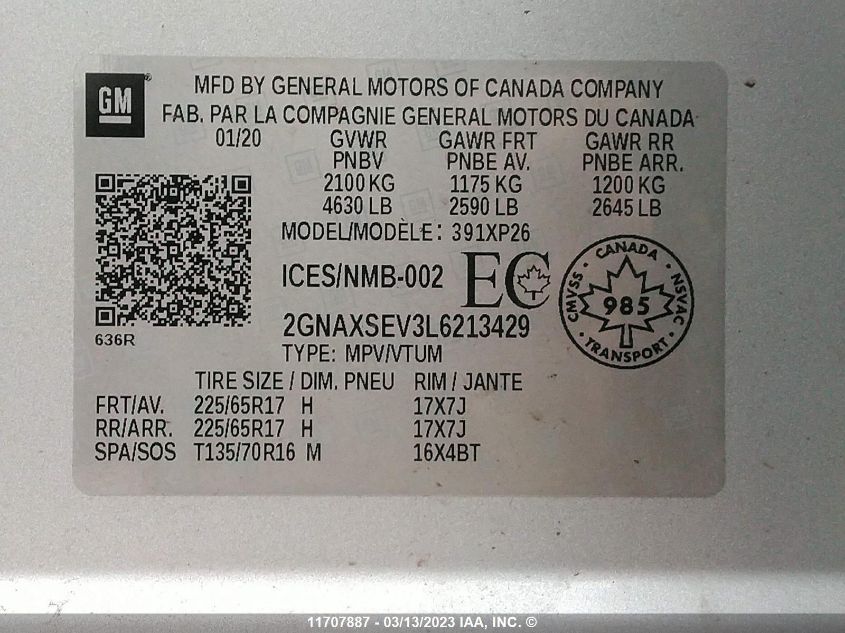 GM
MFD BY GENERAL MOTORS OF CANADA COMPANY
FAB. PAR LA COMPAGNIE GENERAL MOTORS DU CANADA
01/20 GVWR GAWR FRT GAWR RR
PNBV PNBE AV. PNBE ARR.
2100 KG 1175 KG 1200 KG
4630 LB 2590 LB 2645 LB
MODEL/MODÈLE: 391XP26
ICES/NMB-002 EC
CANADA
CMVSS 985 NSVAC
TRANSPORT
2GNAXSEV3L6213429
636R
TYPE: MPV/VTUM
TIRE SIZE / DIM. PNEU RIM / JANTE
FRT/AV. 225/65R17 H 17X7J
RR/ARR. 225/65R17 H 17X7J
SPA/SOS T135/70R16 M 16X4BT
11707887 - 03/13/2023 IAA, INC. ©